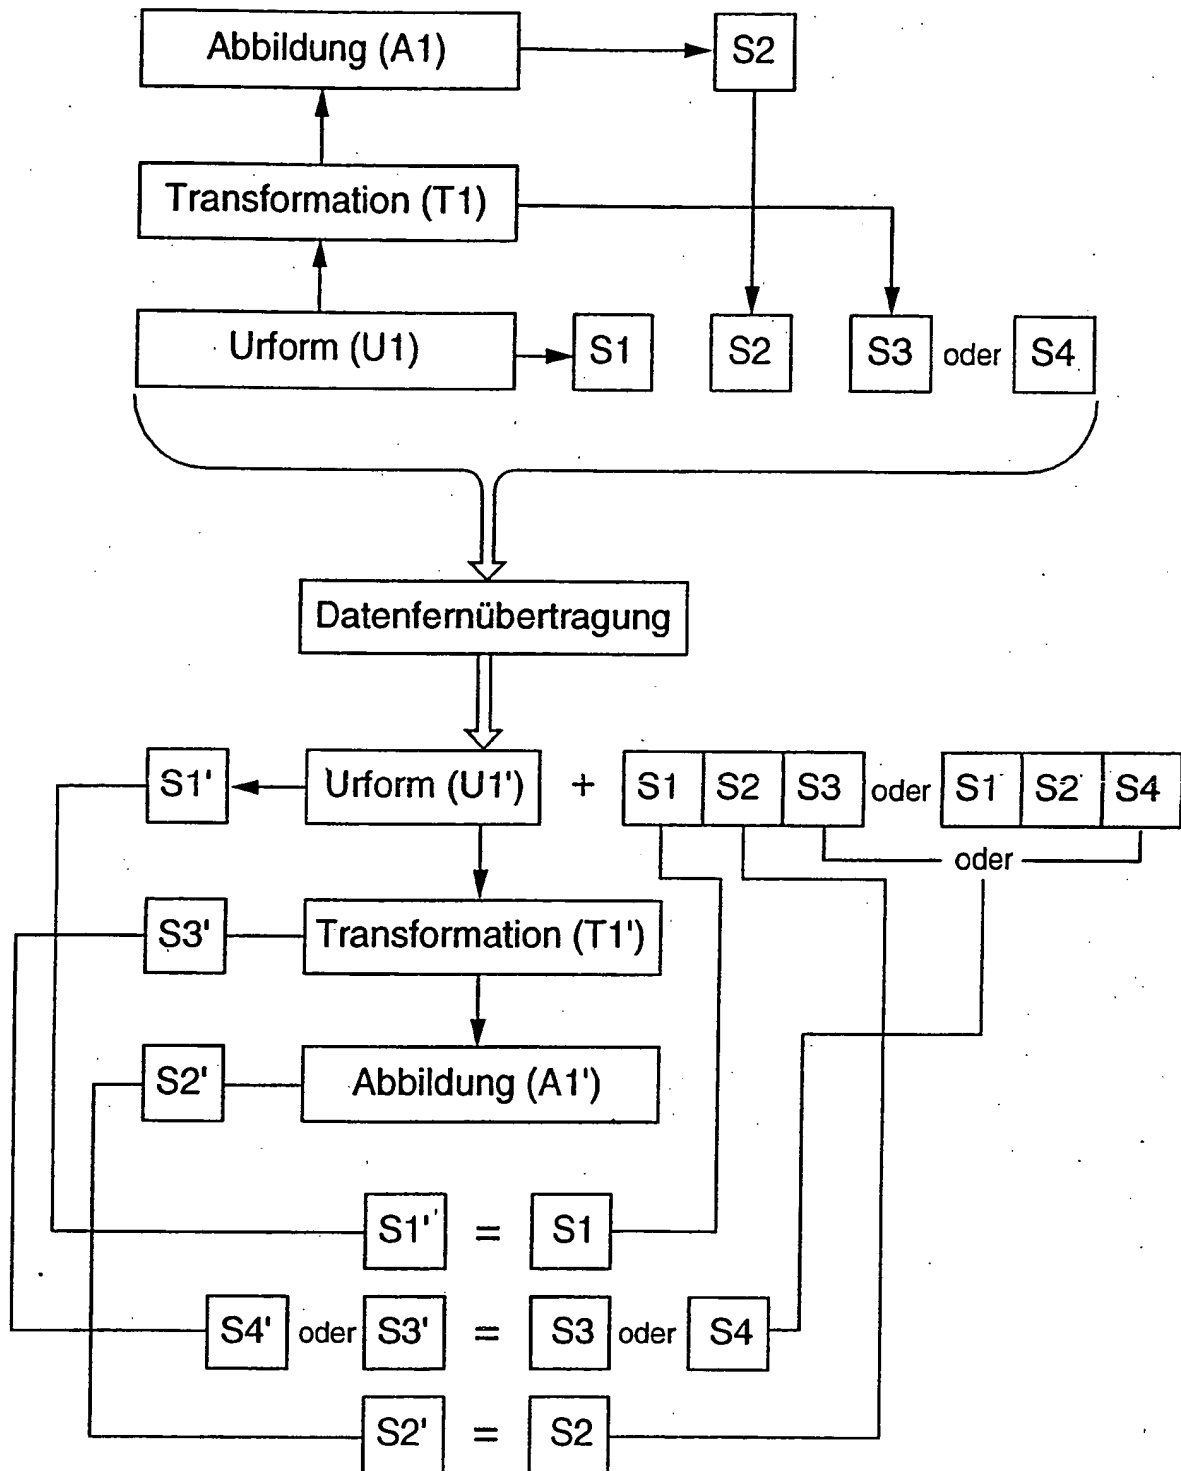 Abbildung (A1) S2
Transformation (T1)
Urform (U1) S1 S2 S3 oder S4
Datenfernübertragung
S1' Urform (U1') + S1 S2 S3 oder S1 S2 S4
oder
S3' Transformation (T1')
S2' Abbildung (A1')
S1' = S1
S4' oder S3' = S3 oder S4
S2' = S2